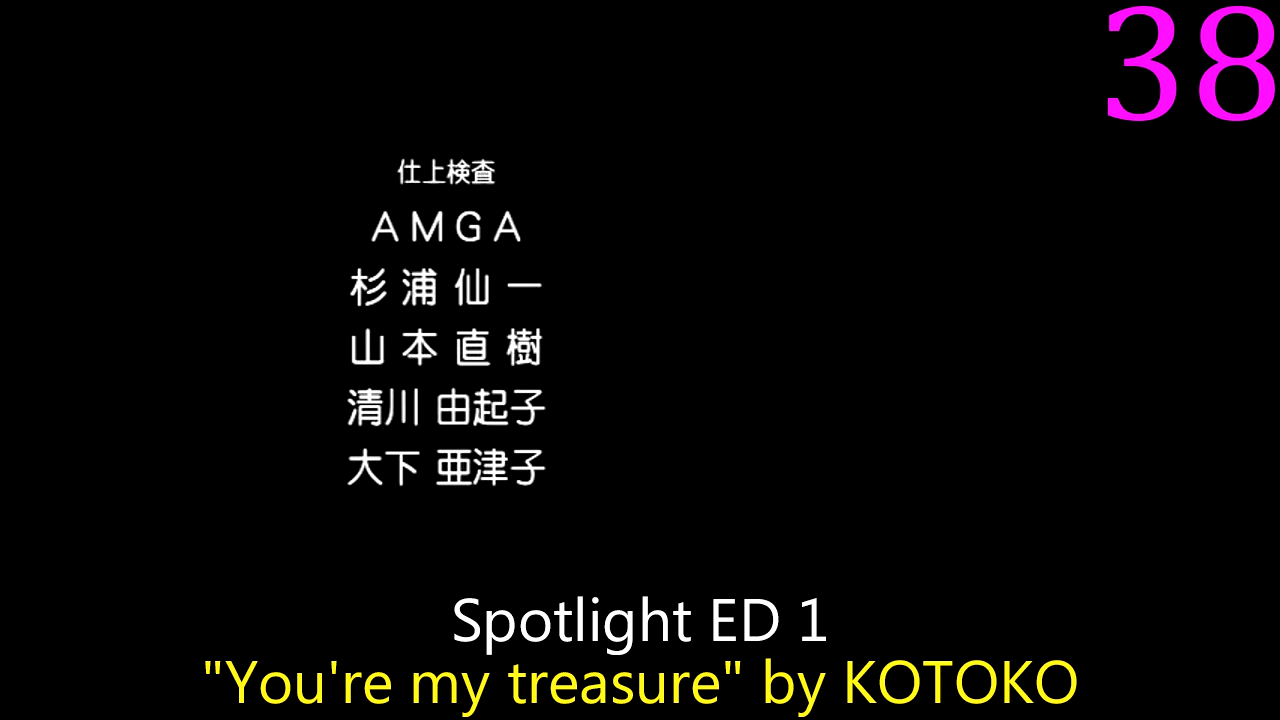 38
仕上検査
ＡＭＧＡ
杉 浦 仙 一
山 本 直 樹
清川 由起子
大下 亜津子
Spotlight ED 1
"You're my treasure" by KOTOKO